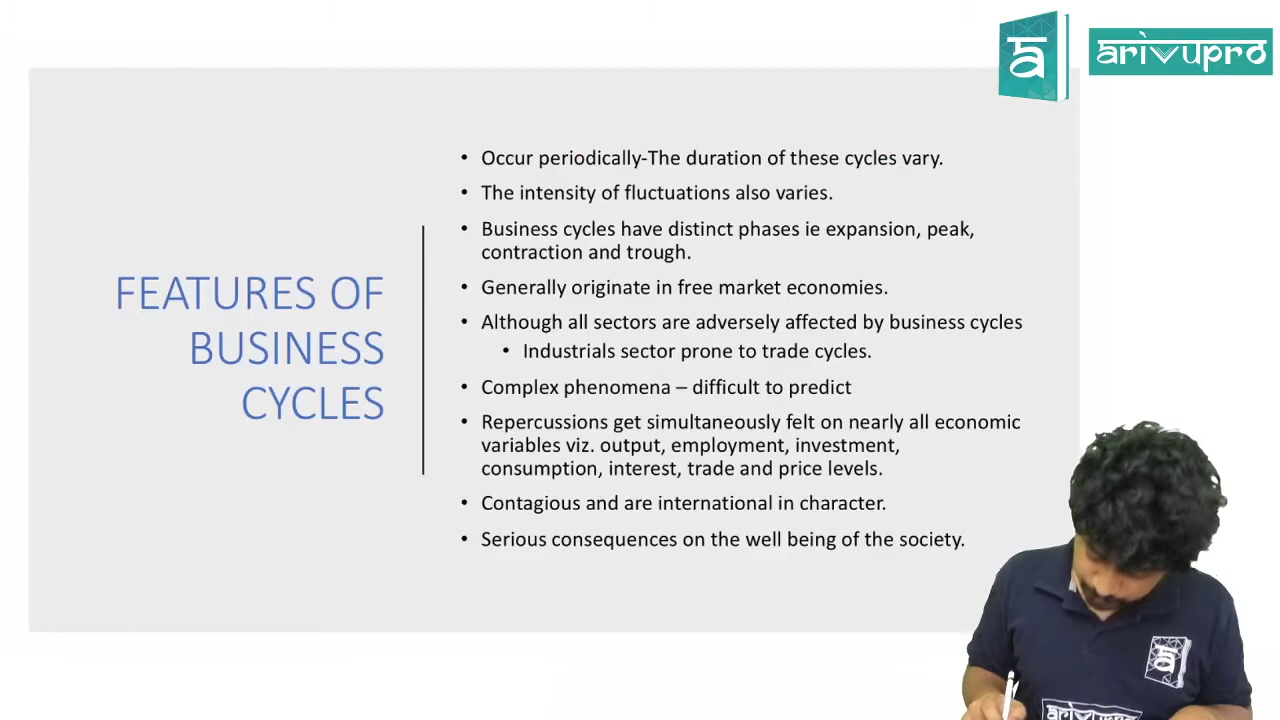 a
arivupro
FEATURES OF
BUSINESS
CYCLES
• Occur periodically-The duration of these cycles vary.
• The intensity of fluctuations also varies.
• Business cycles have distinct phases ie expansion, peak,
contraction and trough.
• Generally originate in free market economies.
• Although all sectors are adversely affected by business cycles
• Industrials sector prone to trade cycles.
• Complex phenomena – difficult to predict
• Repercussions get simultaneously felt on nearly all economic
variables viz. output, employment, investment,
consumption, interest, trade and price levels.
• Contagious and are international in character.
• Serious consequences on the well being of the society.
a
arivupro